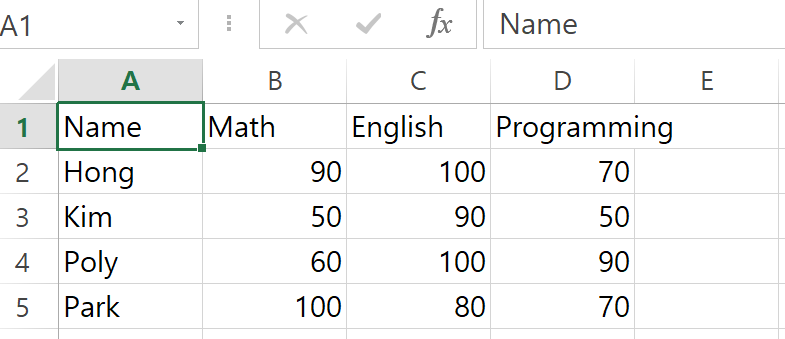 A1 fx Name
A B C D E
1 Name Math English Programming
2 Hong 90 100 70
3 Kim 50 90 50
4 Poly 60 100 90
5 Park 100 80 70